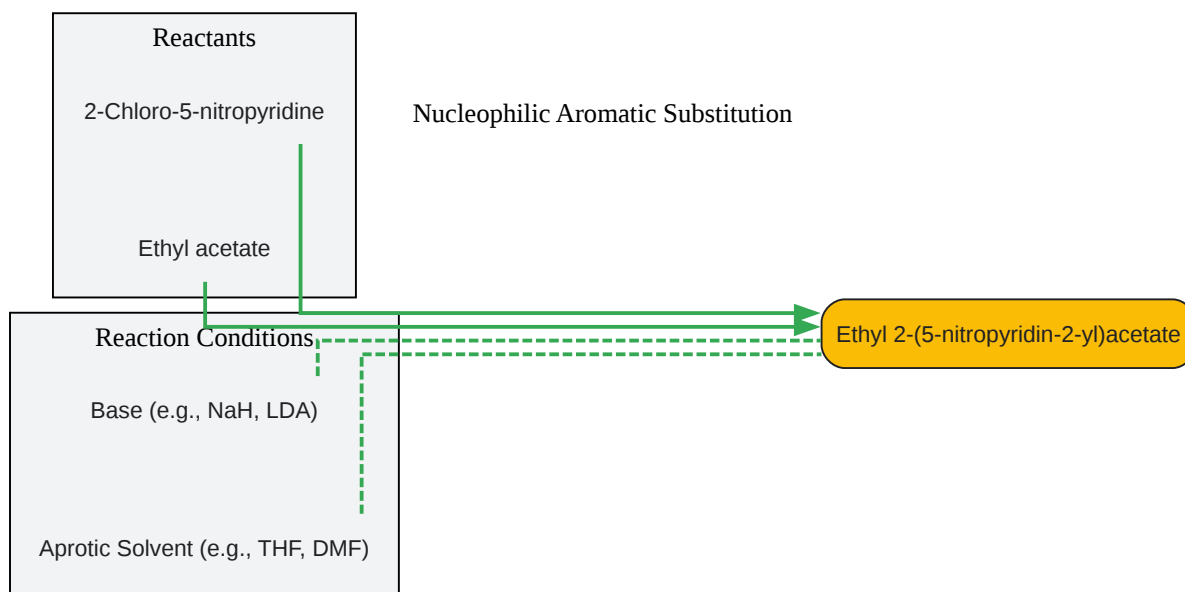 Reactants
2-Chloro-5-nitropyridine
Nucleophilic Aromatic Substitution
Ethyl acetate
Reaction Conditions
Ethyl 2-(5-nitropyridin-2-yl)acetate
Base (e.g., NaH, LDA)
Aprotic Solvent (e.g., THF, DMF)